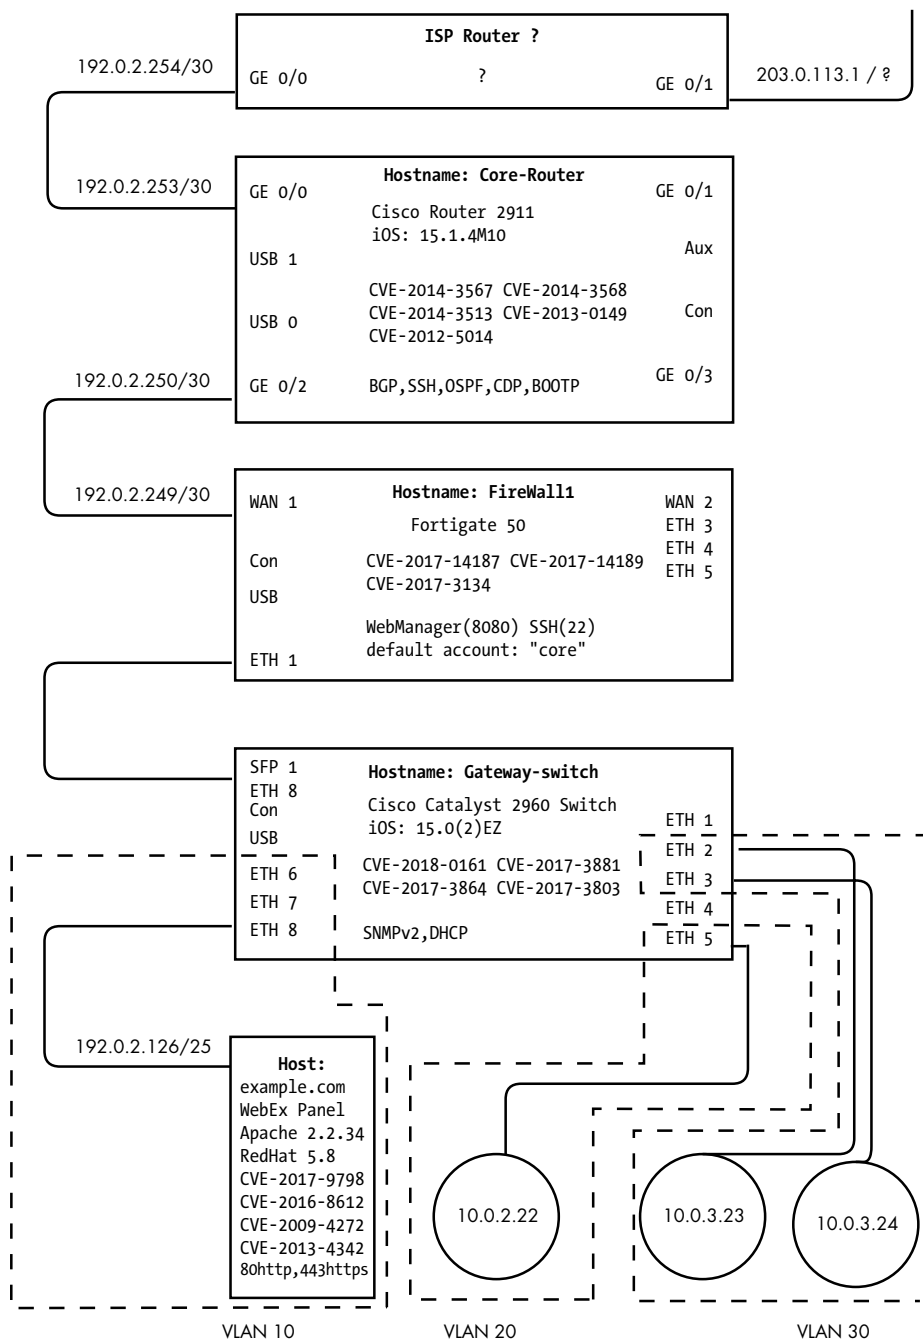 ISP Router ?
192.0.2.254/30
GE 0/0
?
GE 0/1
203.0.113.1 / ?
192.0.2.253/30
Hostname: Core-Router
GE 0/0
GE 0/1
Cisco Router 2911
iOS: 15.1.4M10
USB 1
Aux
CVE-2014-3567 CVE-2014-3568
CVE-2014-3513 CVE-2013-0149
CVE-2012-5014
USB 0
Con
192.0.2.250/30
GE 0/2
BGP,SSH,OSPF,CDP,BOOTP
GE 0/3
192.0.2.249/30
Hostname: FireWall1
WAN 1
WAN 2
Fortigate 50
ETH 3
ETH 4
ETH 5
Con
CVE-2017-14187 CVE-2017-14189
CVE-2017-3134
USB
WebManager(8080) SSH(22)
default account: "core"
ETH 1
SFP 1
Hostname: Gateway-switch
ETH 8
Con
Cisco Catalyst 2960 Switch
iOS: 15.0(2)EZ
USB
ETH 1
ETH 2
ETH 3
ETH 4
ETH 5
CVE-2018-0161 CVE-2017-3881
CVE-2017-3864 CVE-2017-3803
ETH 6
ETH 7
ETH 8
SNMPv2,DHCP
192.0.2.126/25
Host:
example.com
WebEx Panel
Apache 2.2.34
RedHat 5.8
CVE-2017-9798
CVE-2016-8612
CVE-2009-4272
CVE-2013-4342
80http,443https
10.0.2.22
10.0.3.23
10.0.3.24
VLAN 10
VLAN 20
VLAN 30